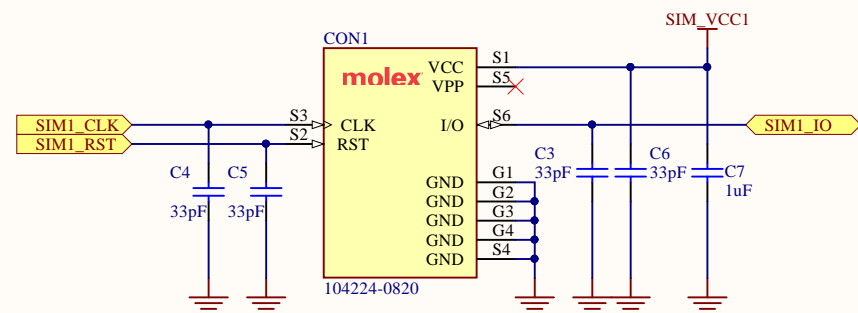 SIM_VCC1
CON1
molex
VCC S1
VPP S5
SIM1_CLK S3 CLK I/O S6 SIM1_IO
SIM1_RST S2 RST
C4 C5 C3 C6 C7
33pF 33pF 33pF 33pF 1uF
GND G1
GND G2
GND G3
GND G4
GND S4
104224-0820